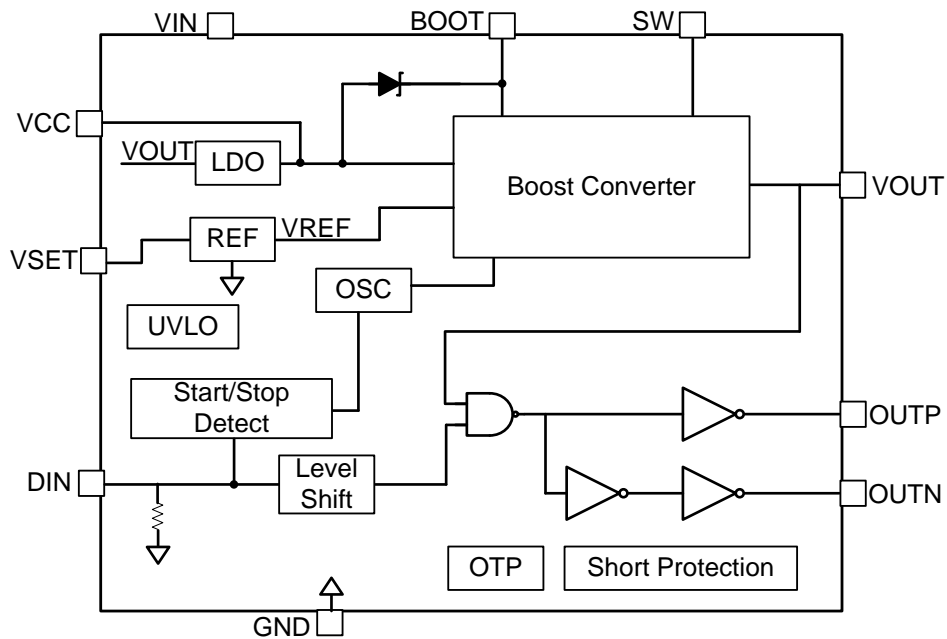 VIN
BOOT
SW
VCC
VOUT
LDO
Boost Converter
VOUT
REF
VREF
VSET
OSC
UVLO
Start/Stop
Detect
OUTP
DIN
Level
Shift
OUTN
OTP
Short Protection
GND